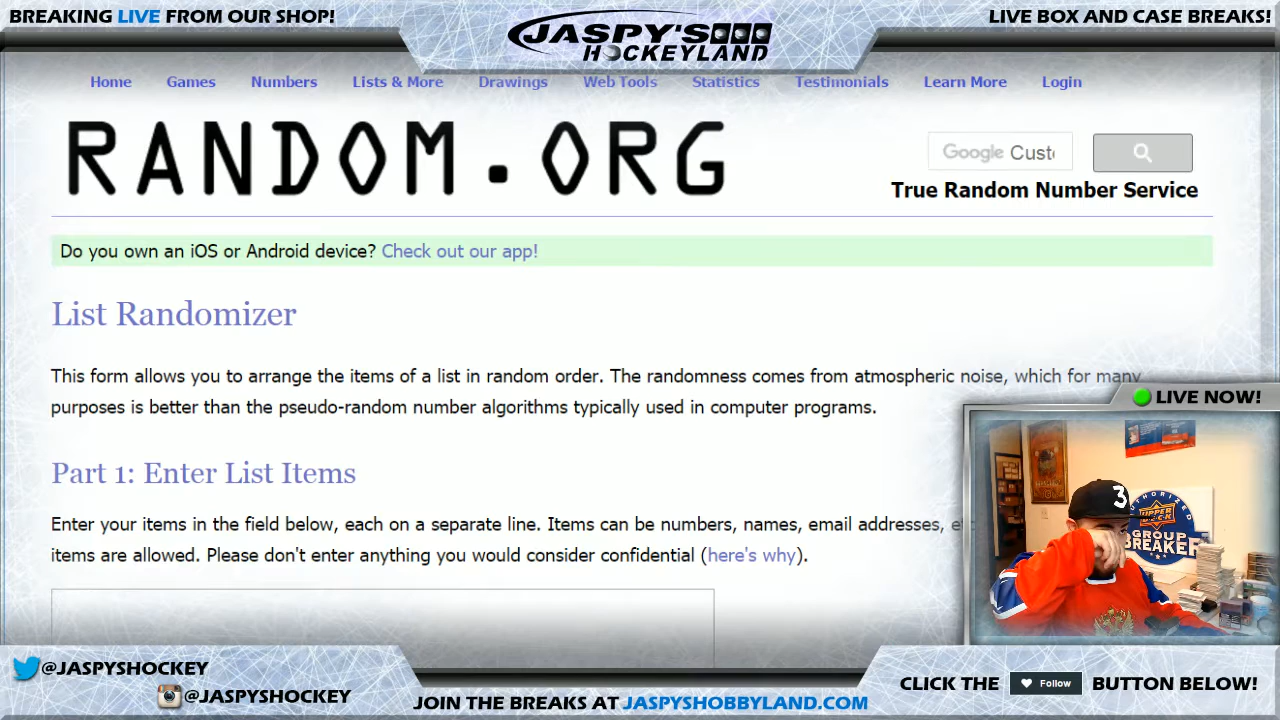 BREAKING LIVE FROM OUR SHOP!
JASPY'S
HOCKEYLAND
LIVE BOX AND CASE BREAKS!
Home Games Numbers Lists & More Drawings Web Tools Statistics Testimonials Learn More Login
RANDOM.ORG
Google Custo
True Random Number Service
Do you own an iOS or Android device? Check out our app!
List Randomizer
This form allows you to arrange the items of a list in random order. The randomness comes from atmospheric noise, which for many
purposes is better than the pseudo-random number algorithms typically used in computer programs.
LIVE NOW!
Part 1: Enter List Items
Enter your items in the field below, each on a separate line. Items can be numbers, names, email addresses,
items are allowed. Please don't enter anything you would consider confidential (here's why).
3
AUTHORIZED
UPPER DECK
GROUP
BREAKER
@JASPYSHOCKEY
@JASPYSHOCKEY
JOIN THE BREAKS AT JASPYSHOBBYLAND.COM
CLICK THE Follow BUTTON BELOW!